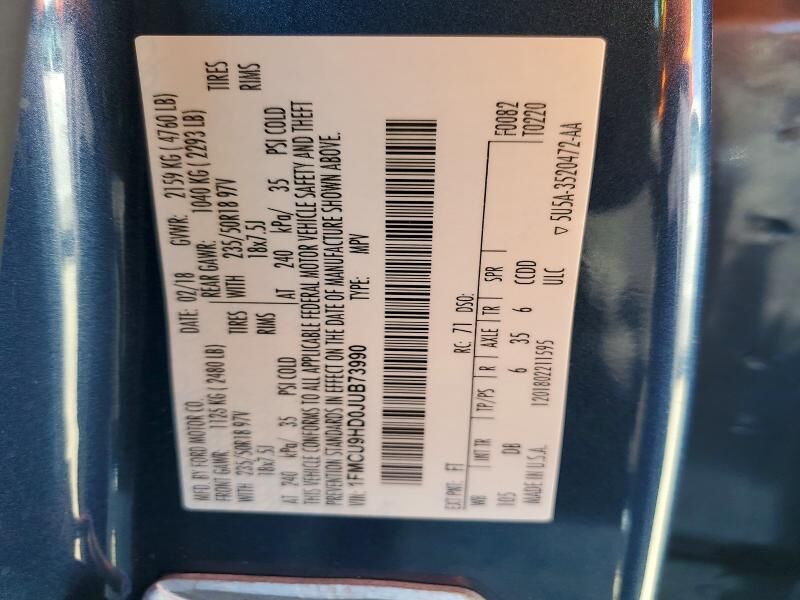 MFD. BY FORD MOTOR CO. DATE: 02/18 GVWR: 2159 KG ( 4760 LB)
FRONT GAWR: 1125 KG ( 2480 LB) REAR GAWR: 1040 KG ( 2293 LB)
WITH 235/50R18 97V TIRES WITH 235/50R18 97V TIRES
18x7.5J RIMS 18x7.5J RIMS
AT 240 kPa/ 35 PSI COLD AT 240 kPa/ 35 PSI COLD
THIS VEHICLE CONFORMS TO ALL APPLICABLE FEDERAL MOTOR VEHICLE SAFETY AND THEFT
PREVENTION STANDARDS IN EFFECT ON THE DATE OF MANUFACTURE SHOWN ABOVE.
VIN: 1FMCU9HD0JUB73990 TYPE: MPV
EXT PNT: FT RC: 71 DSO: F0082
WB INT TR TP/PS R AXLE TR SPR T0220
105 DB 6 35 6 CCDD
MADE IN U.S.A. 1201802211595 ULC ▽ 5U5A-3520472-AA